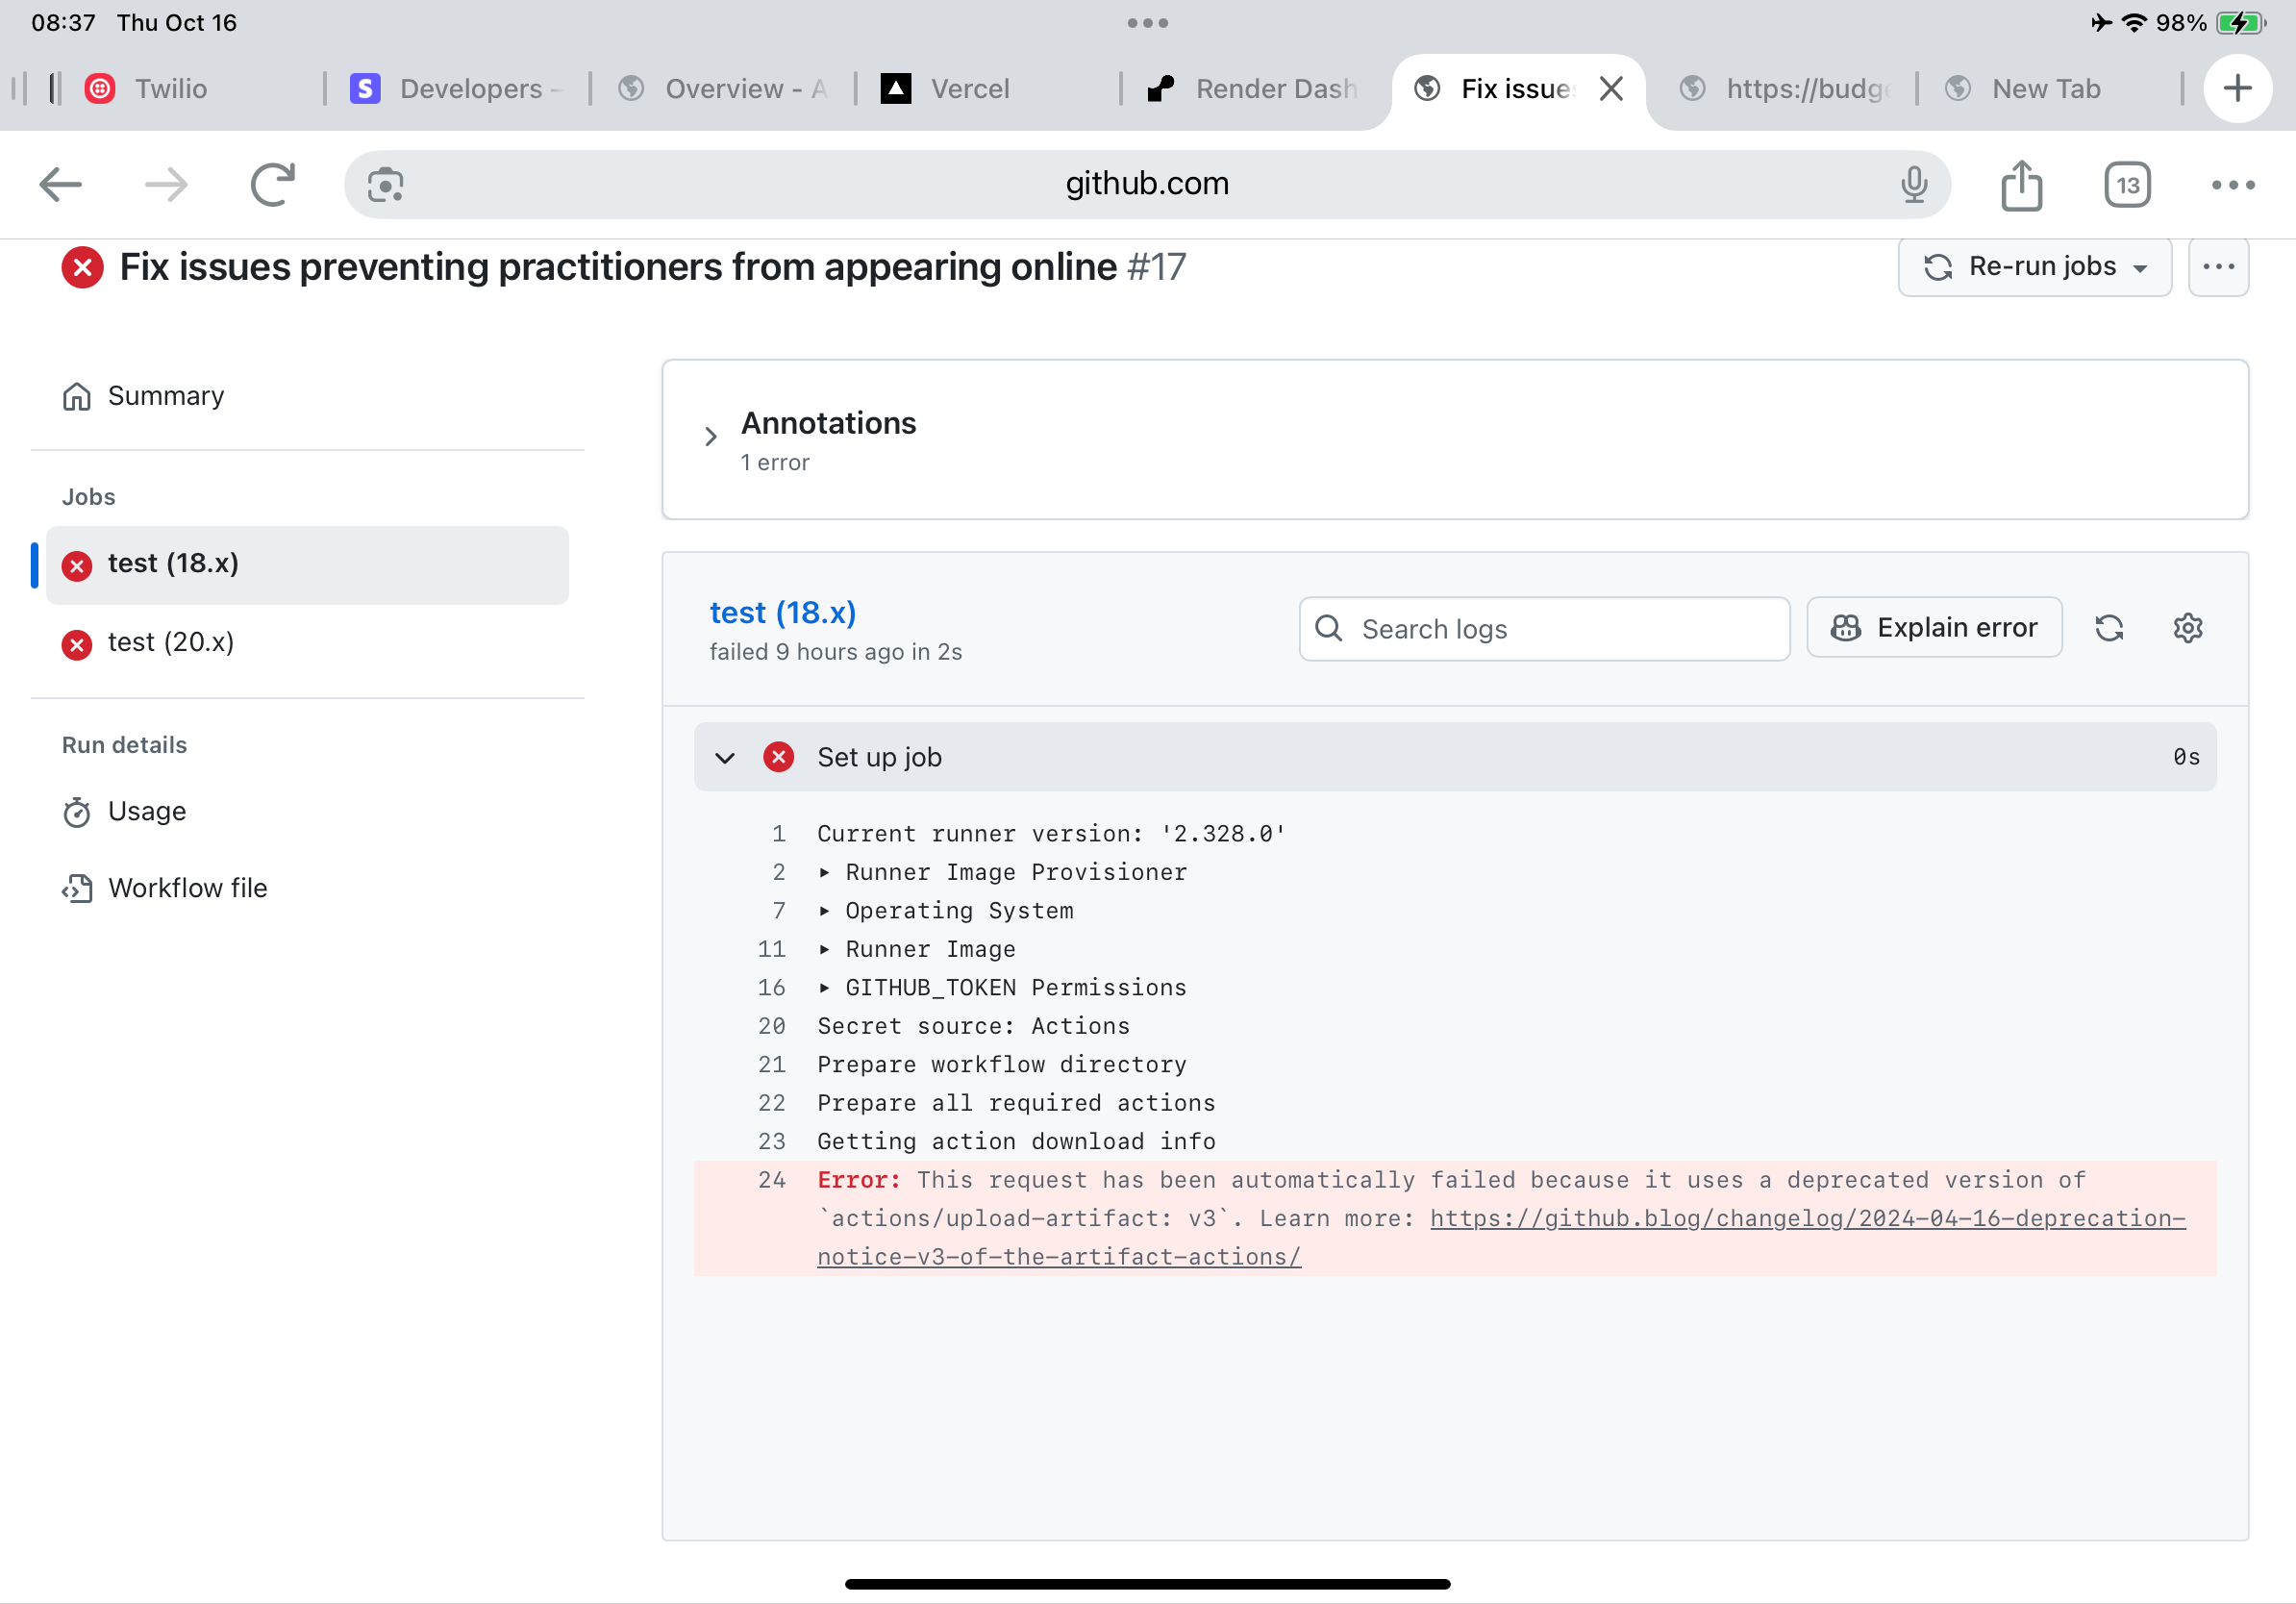 08:37 Thu Oct 16
98%
Twilio
S Developers -
Overview - A
Vercel
Render Dash
Fix issue
https://budge
New Tab
github.com
13
Fix issues preventing practitioners from appearing online #17
Re-run jobs
Summary
Jobs
test (18.x)
test (20.x)
Run details
Usage
Workflow file
Annotations
1 error
test (18.x)
failed 9 hours ago in 2s
Search logs
Explain error
Set up job
0s
1 Current runner version: '2.328.0'
2 ▸ Runner Image Provisioner
7 ▸ Operating System
11 ▸ Runner Image
16 ▸ GITHUB_TOKEN Permissions
20 Secret source: Actions
21 Prepare workflow directory
22 Prepare all required actions
23 Getting action download info
24 Error: This request has been automatically failed because it uses a deprecated version of
`actions/upload-artifact: v3`. Learn more: https://github.blog/changelog/2024-04-16-deprecation-
notice-v3-of-the-artifact-actions/